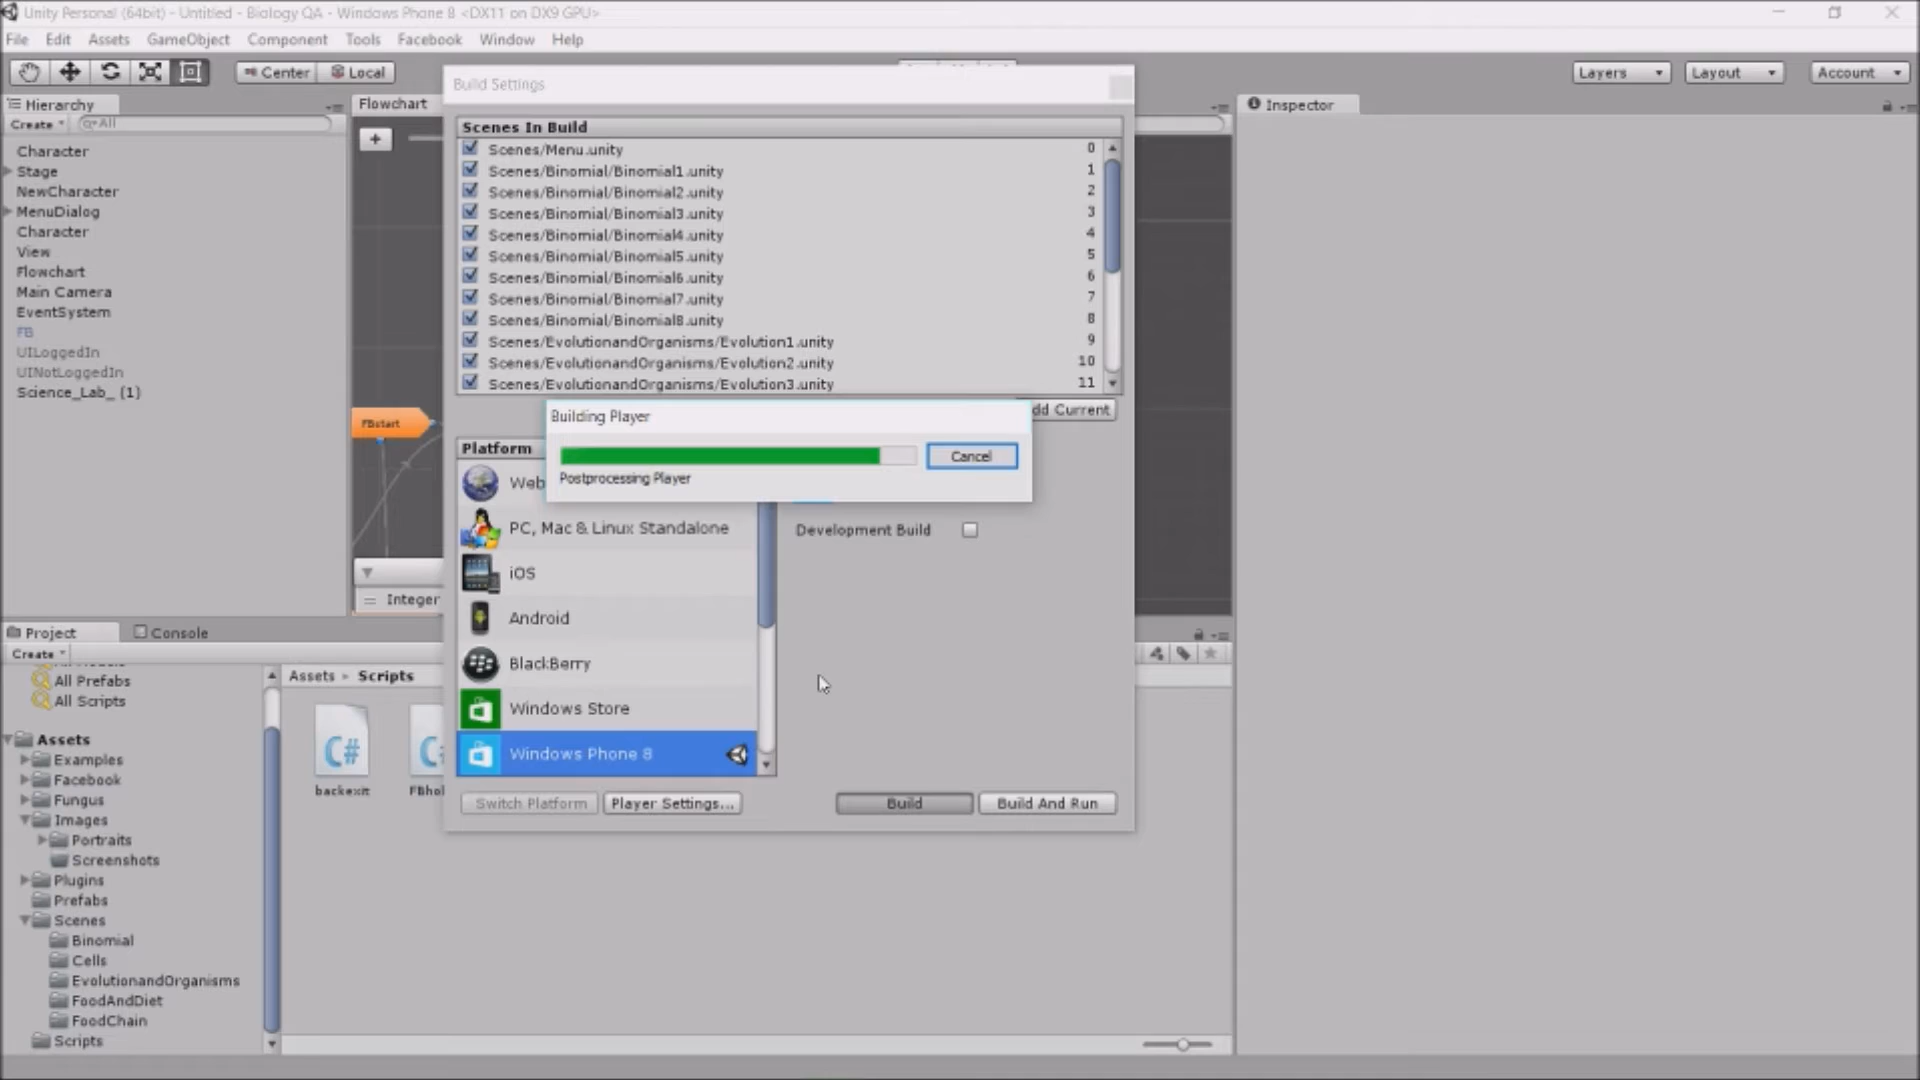 Unity Personal (64bit) - Untitled - Biology QA - Windows Phone 8 <DX11 on DX9 GPU>
File Edit Assets GameObject Component Tools Facebook Window Help
Center Local Layers Layout Account
Hierarchy
Create All
Character
Stage
NewCharacter
MenuDialog
Character
View
Flowchart
Main Camera
EventSystem
FB
UILoggedIn
UINotLoggedIn
Science_Lab_ (1)
Flowchart
FBstart
Integer
Build Settings
Scenes In Build
Scenes/Menu.unity 0
Scenes/Binomial/Binomial1.unity 1
Scenes/Binomial/Binomial2.unity 2
Scenes/Binomial/Binomial3.unity 3
Scenes/Binomial/Binomial4.unity 4
Scenes/Binomial/Binomial5.unity 5
Scenes/Binomial/Binomial6.unity 6
Scenes/Binomial/Binomial7.unity 7
Scenes/Binomial/Binomial8.unity 8
Scenes/EvolutionandOrganisms/Evolution1.unity 9
Scenes/EvolutionandOrganisms/Evolution2.unity 10
Scenes/EvolutionandOrganisms/Evolution3.unity 11
dd Current
Building Player
Cancel
Postprocessing Player
Platform
Web
PC, Mac & Linux Standalone
iOS
Android
BlackBerry
Windows Store
Windows Phone 8
Development Build
Switch Platform Player Settings... Build Build And Run
Inspector
Project Console
Create
All Prefabs
All Scripts
Assets
Examples
Facebook
Fungus
Images
Portraits
Screenshots
Plugins
Prefabs
Scenes
Binomial
Cells
EvolutionandOrganisms
FoodAndDiet
FoodChain
Scripts
Assets Scripts
C# C
backexit FBhol